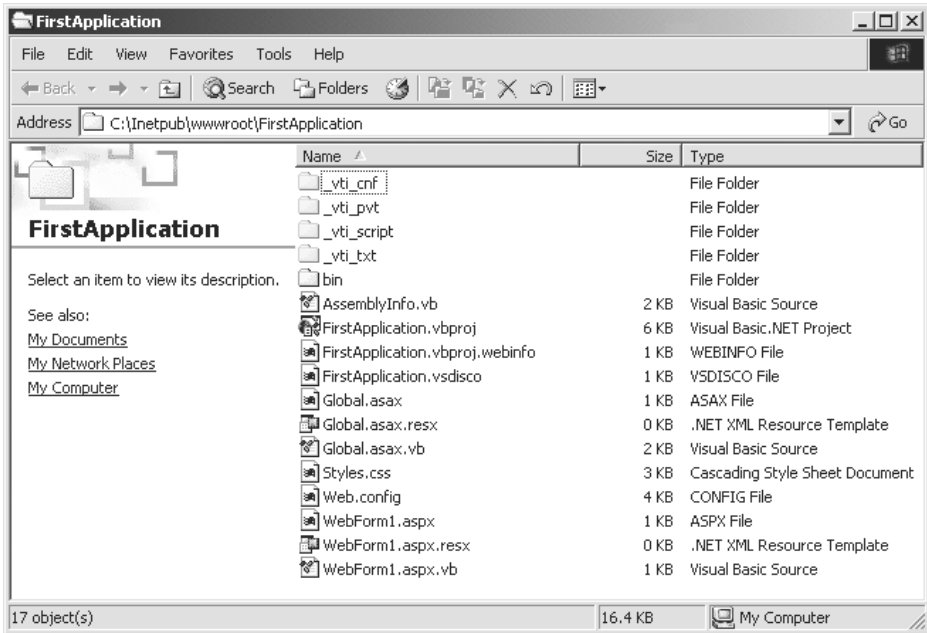 FirstApplication
File Edit View Favorites Tools Help
Back Search Folders
Address C:\Inetpub\wwwroot\FirstApplication Go
Name Size Type
_vti_cnf File Folder
_vti_pvt File Folder
_vti_script File Folder
_vti_txt File Folder
bin File Folder
AssemblyInfo.vb 2 KB Visual Basic Source
FirstApplication.vbproj 6 KB Visual Basic.NET Project
FirstApplication.vbproj.webinfo 1 KB WEBINFO File
FirstApplication.vsdisco 1 KB VSDISCO File
Global.asax 1 KB ASAX File
Global.asax.resx 0 KB .NET XML Resource Template
Global.asax.vb 2 KB Visual Basic Source
Styles.css 3 KB Cascading Style Sheet Document
Web.config 4 KB CONFIG File
WebForm1.aspx 1 KB ASPX File
WebForm1.aspx.resx 0 KB .NET XML Resource Template
WebForm1.aspx.vb 1 KB Visual Basic Source
FirstApplication
Select an item to view its description.
See also:
My Documents
My Network Places
My Computer
17 object(s) 16.4 KB My Computer